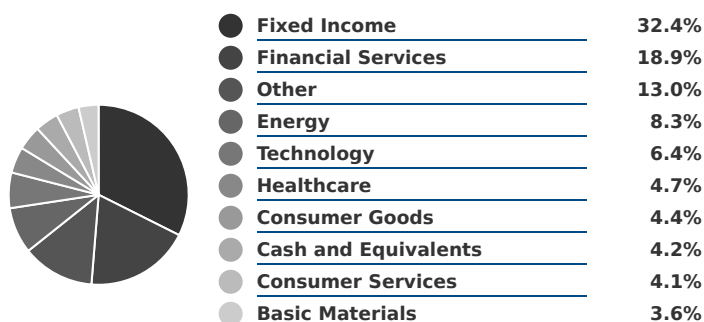 Fixed Income 32.4%
Financial Services 18.9%
Other 13.0%
Energy 8.3%
Technology 6.4%
Healthcare 4.7%
Consumer Goods 4.4%
Cash and Equivalents 4.2%
Consumer Services 4.1%
Basic Materials 3.6%